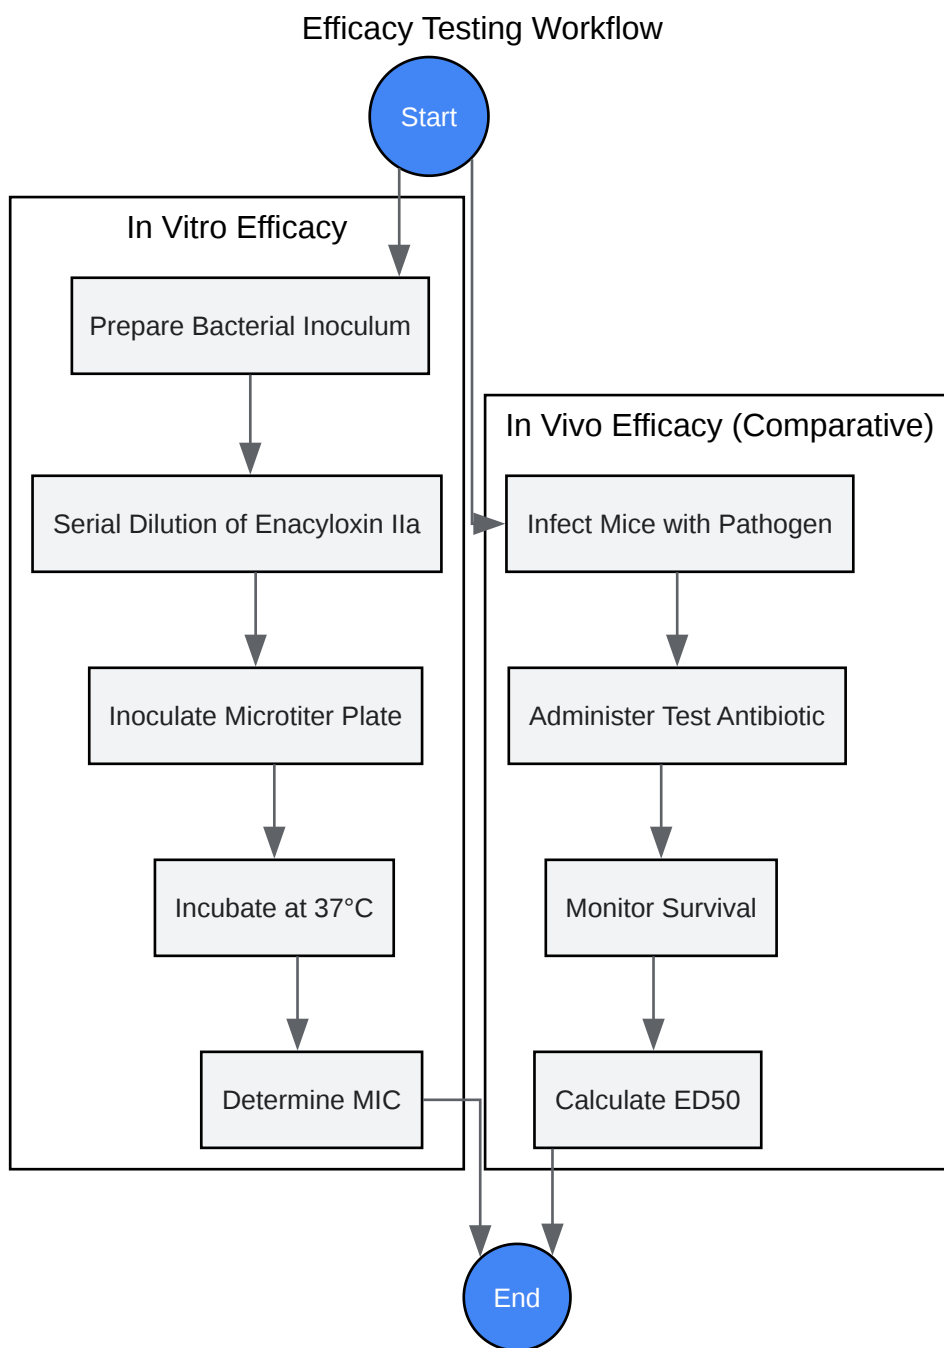 Efficacy Testing Workflow
Start
In Vitro Efficacy
Prepare Bacterial Inoculum
Serial Dilution of Enacyloxin IIa
Inoculate Microtiter Plate
Incubate at 37°C
Determine MIC
In Vivo Efficacy (Comparative)
Infect Mice with Pathogen
Administer Test Antibiotic
Monitor Survival
Calculate ED50
End